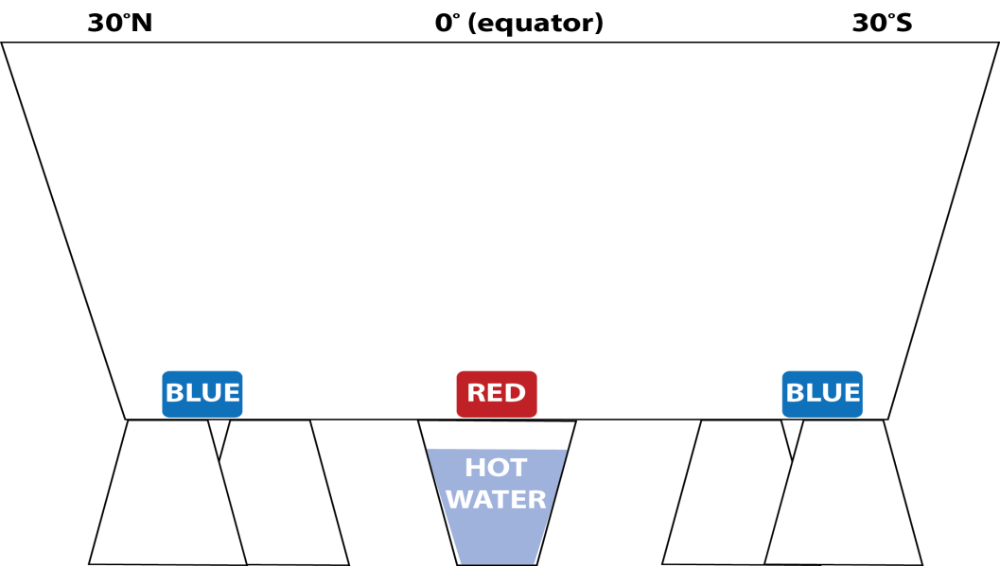 30°N
0° (equator)
30°S
BLUE
RED
BLUE
HOT
WATER